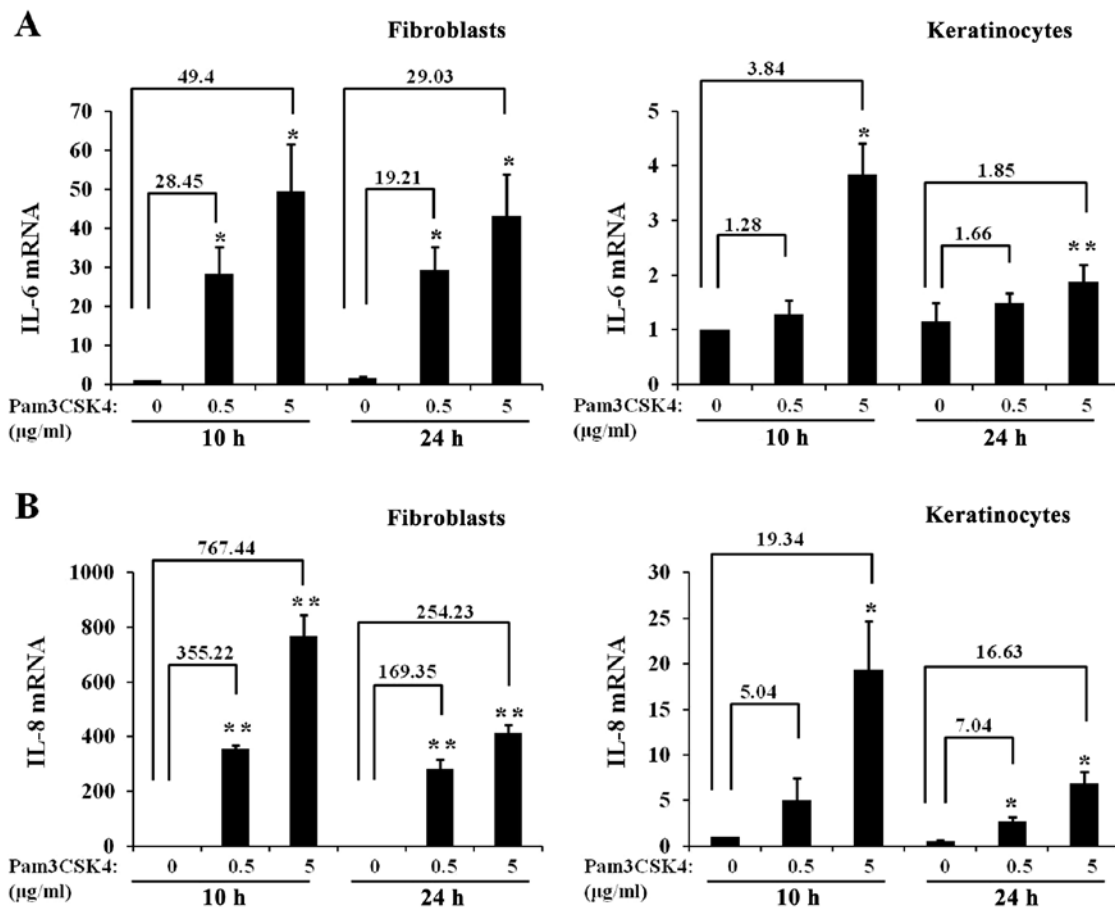 A
Fibroblasts
Keratinocytes
49.4
29.03
28.45
19.21
IL-6 mRNA
70
60
50
40
30
20
10
0
*
*
*
*
Pam3CSK4:
(μg/ml)
0 0.5 5 0 0.5 5
10 h 24 h
3.84
1.85
1.28
1.66
IL-6 mRNA
5
4
3
2
1
0
*
**
Pam3CSK4:
(μg/ml)
0 0.5 5 0 0.5 5
10 h 24 h
B
Fibroblasts
Keratinocytes
767.44
254.23
355.22
169.35
IL-8 mRNA
1000
800
600
400
200
0
**
**
**
**
Pam3CSK4:
(μg/ml)
0 0.5 5 0 0.5 5
10 h 24 h
19.34
16.63
5.04
7.04
IL-8 mRNA
30
25
20
15
10
5
0
*
*
*
Pam3CSK4:
(μg/ml)
0 0.5 5 0 0.5 5
10 h 24 h